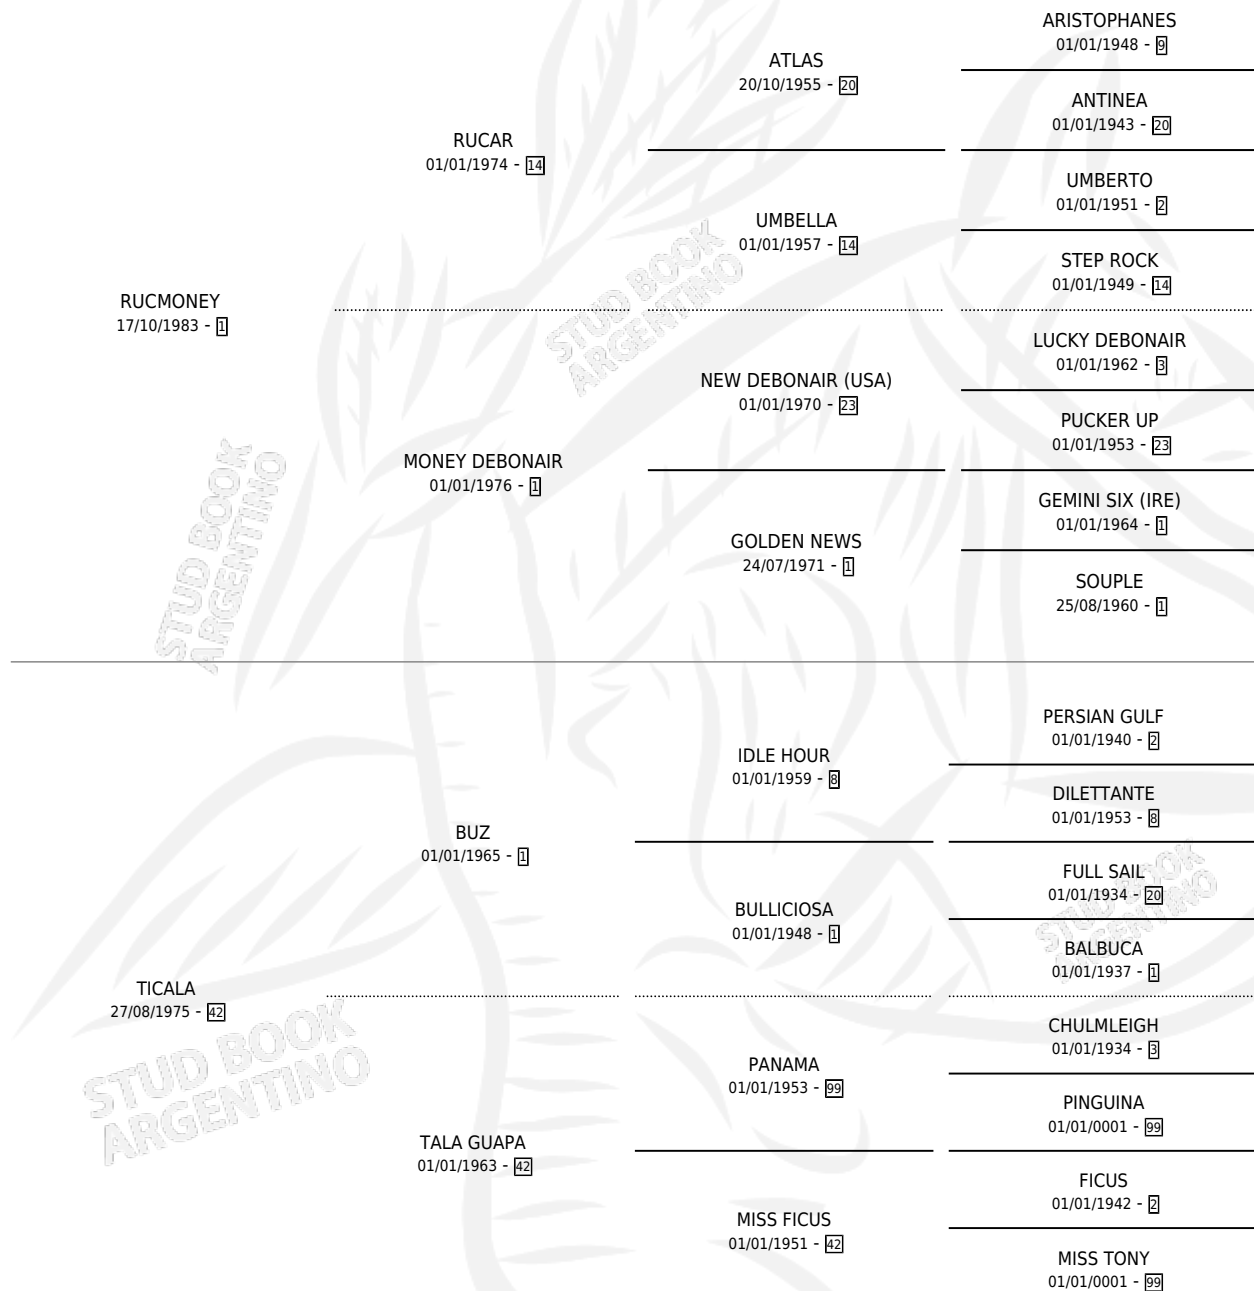 ARISTOPHANES
01/01/1948 - 9
ATLAS
20/10/1955 - 20
ANTINEA
01/01/1943 - 20
RUCAR
01/01/1974 - 14
UMBERTO
01/01/1951 - 2
UMBELLA
01/01/1957 - 14
STEP ROCK
01/01/1949 - 14
RUCMONEY
17/10/1983 - 1
LUCKY DEBONAIR
01/01/1962 - 3
NEW DEBONAIR (USA)
01/01/1970 - 23
PUCKER UP
01/01/1953 - 23
MONEY DEBONAIR
01/01/1976 - 1
GEMINI SIX (IRE)
01/01/1964 - 1
GOLDEN NEWS
24/07/1971 - 1
SOUPLE
25/08/1960 - 1
PERSIAN GULF
01/01/1940 - 2
IDLE HOUR
01/01/1959 - 8
DILETTANTE
01/01/1953 - 8
BUZ
01/01/1965 - 1
FULL SAIL
01/01/1934 - 20
BULLICIOSA
01/01/1948 - 1
BALBUCA
01/01/1937 - 1
TICALA
27/08/1975 - 42
CHULMLEIGH
01/01/1934 - 3
PANAMA
01/01/1953 - 99
PINGUINA
01/01/0001 - 99
TALA GUAPA
01/01/1963 - 42
FICUS
01/01/1942 - 2
MISS FICUS
01/01/1951 - 42
MISS TONY
01/01/0001 - 99
STUD BOOK
ARGENTINO
STUD BOOK
ARGENTINO
STUD BOOK
ARGENTINO
STUD BOOK
ARGENTINO